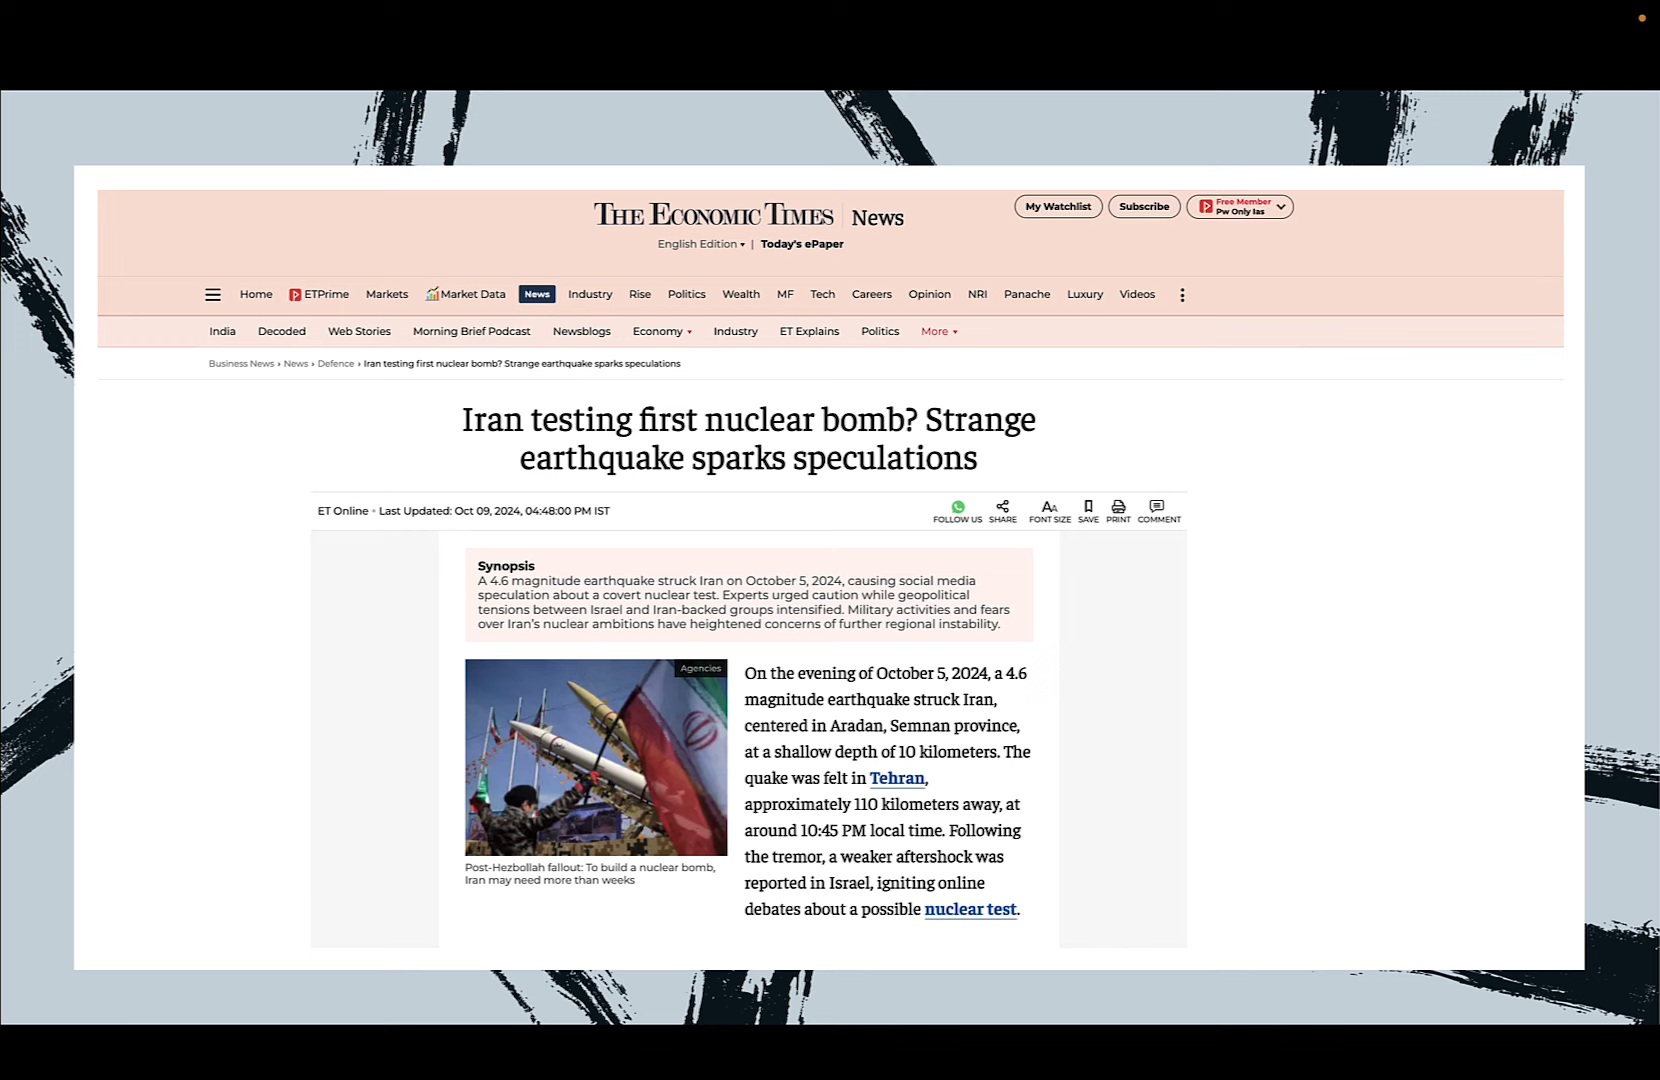 THE ECONOMIC TIMES News
My Watchlist
Subscribe
Free Member
Pw Only Ias
English Edition | Today's ePaper
Home ETPrime Markets Market Data News Industry Rise Politics Wealth MF Tech Careers Opinion NRI Panache Luxury Videos
India Decoded Web Stories Morning Brief Podcast Newsblogs Economy Industry ET Explains Politics More
Business News › News › Defence › Iran testing first nuclear bomb? Strange earthquake sparks speculations
Iran testing first nuclear bomb? Strange
earthquake sparks speculations
ET Online • Last Updated: Oct 09, 2024, 04:48:00 PM IST
FOLLOW US SHARE FONT SIZE SAVE PRINT COMMENT
Synopsis
A 4.6 magnitude earthquake struck Iran on October 5, 2024, causing social media
speculation about a covert nuclear test. Experts urged caution while geopolitical
tensions between Israel and Iran-backed groups intensified. Military activities and fears
over Iran's nuclear ambitions have heightened concerns of further regional instability.
Agencies
Post-Hezbollah fallout: To build a nuclear bomb,
Iran may need more than weeks
On the evening of October 5, 2024, a 4.6
magnitude earthquake struck Iran,
centered in Aradan, Semnan province,
at a shallow depth of 10 kilometers. The
quake was felt in Tehran,
approximately 110 kilometers away, at
around 10:45 PM local time. Following
the tremor, a weaker aftershock was
reported in Israel, igniting online
debates about a possible nuclear test.